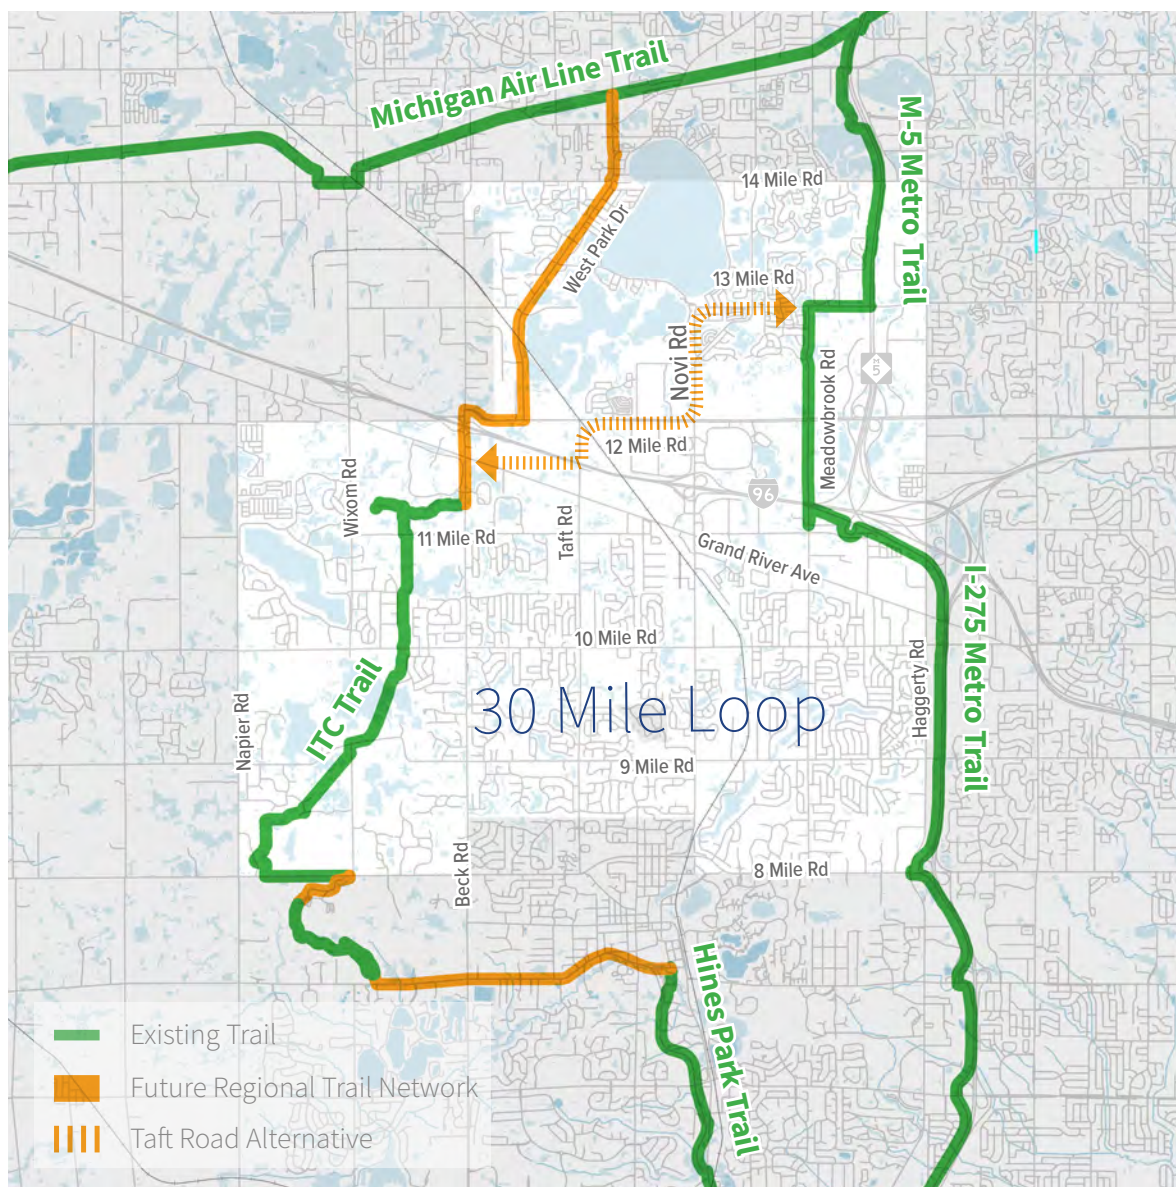 Michigan Air Line Trail
M-5 Metro Trail
14 Mile Rd
West Park Dr
13 Mile Rd
Novi Rd
Meadowbrook Rd
M
5
12 Mile Rd
Wixom Rd
96
11 Mile Rd
Taft Rd
Grand River Ave
I-275 Metro Trail
10 Mile Rd
Haggerty Rd
ITC Trail
Napier Rd
30 Mile Loop
9 Mile Rd
Beck Rd
8 Mile Rd
Hines Park Trail
Existing Trail
Future Regional Trail Network
Taft Road Alternative